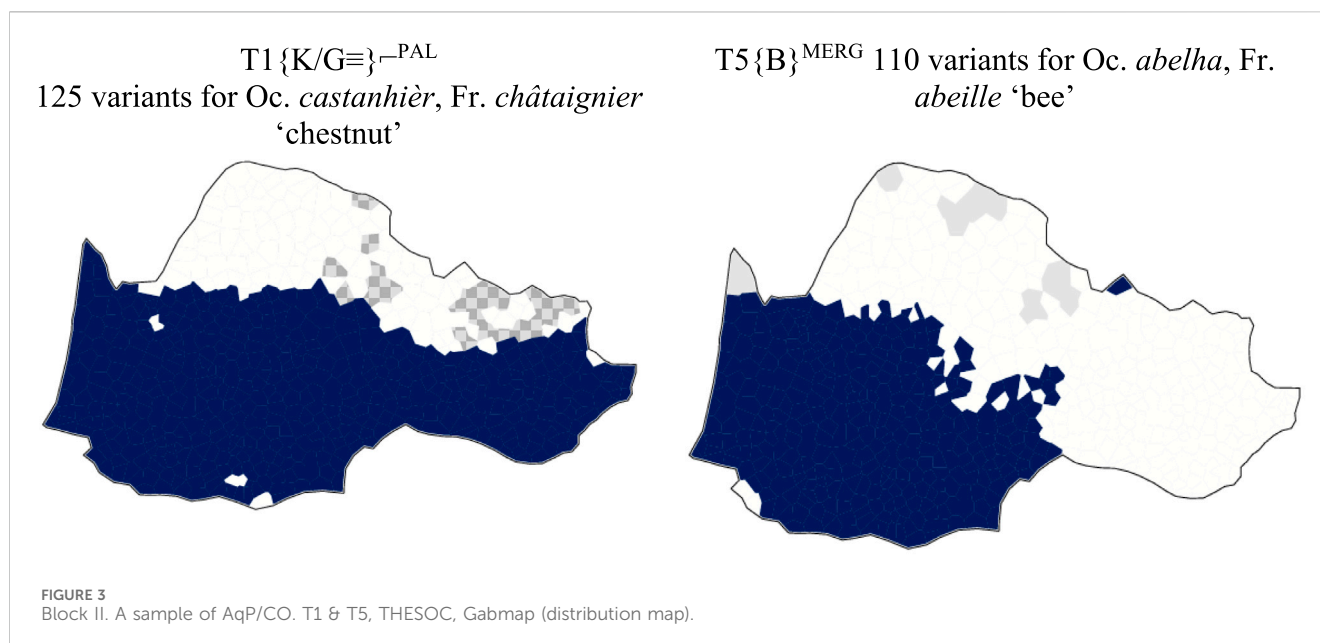 T1{K/G≡}⌐ᴾᴬᴸ
125 variants for Oc. castanhièr, Fr. châtaignier
‘chestnut’
T5{B}ᴹᴱᴿᴳ 110 variants for Oc. abelha, Fr.
abeille ‘bee’
FIGURE 3
Block II. A sample of AqP/CO. T1 & T5, THESOC, Gabmap (distribution map).